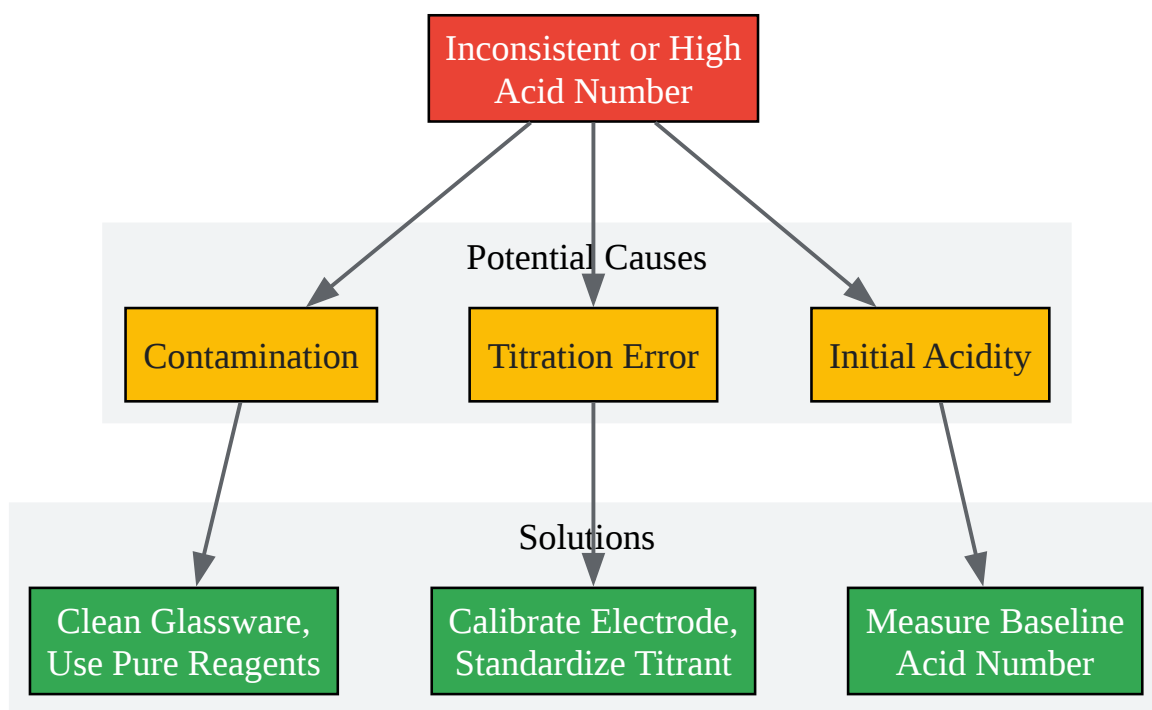 Inconsistent or High
Acid Number
Potential Causes
Contamination
Titration Error
Initial Acidity
Solutions
Clean Glassware,
Use Pure Reagents
Calibrate Electrode,
Standardize Titrant
Measure Baseline
Acid Number